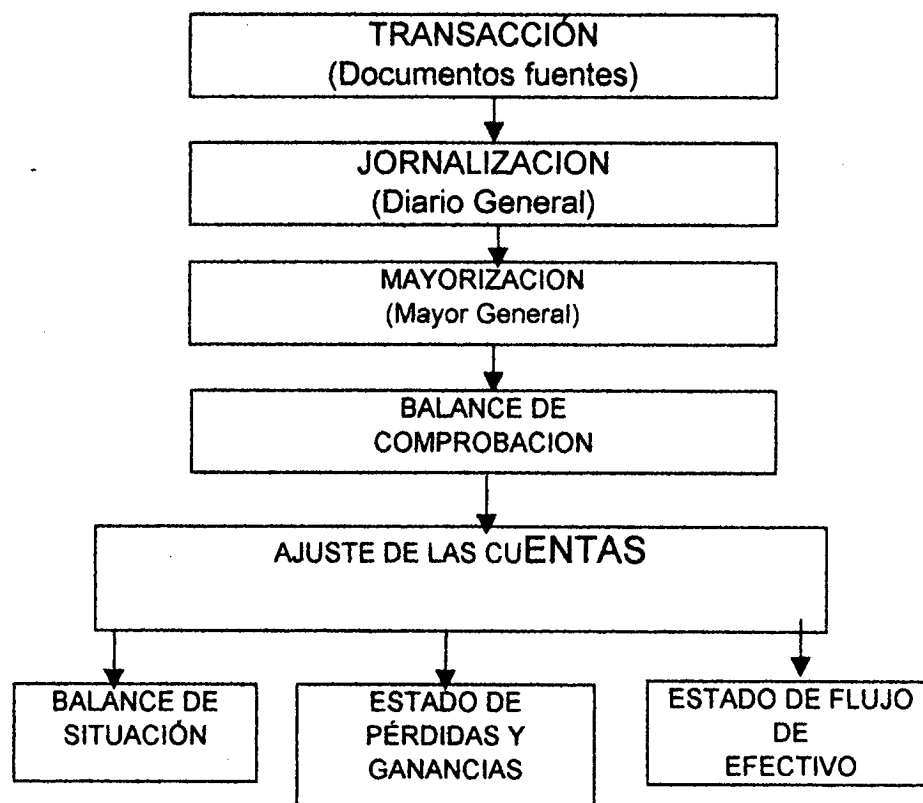 TRANSACCIÓN
(Documentos fuentes)
JORNALIZACION
(Diario General)
MAYORIZACION
(Mayor General)
BALANCE DE
COMPROBACION
AJUSTE DE LAS CUENTAS
BALANCE DE
SITUACIÓN
ESTADO DE
PÉRDIDAS Y
GANANCIAS
ESTADO DE FLUJO
DE
EFECTIVO